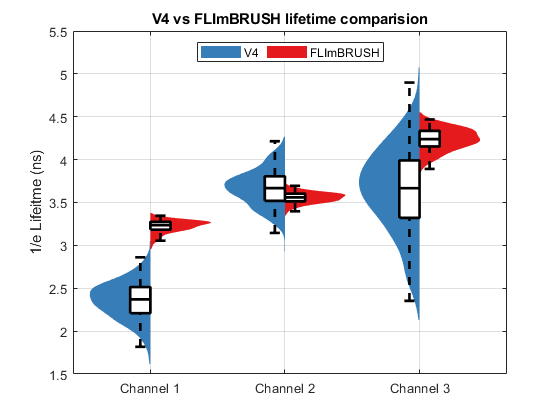 V4 vs FLImBRUSH lifetime comparision
V4 FLImBRUSH
1/e Lifeitme (ns)
5.5
5
4.5
4
3.5
3
2.5
2
1.5
Channel 1 Channel 2 Channel 3